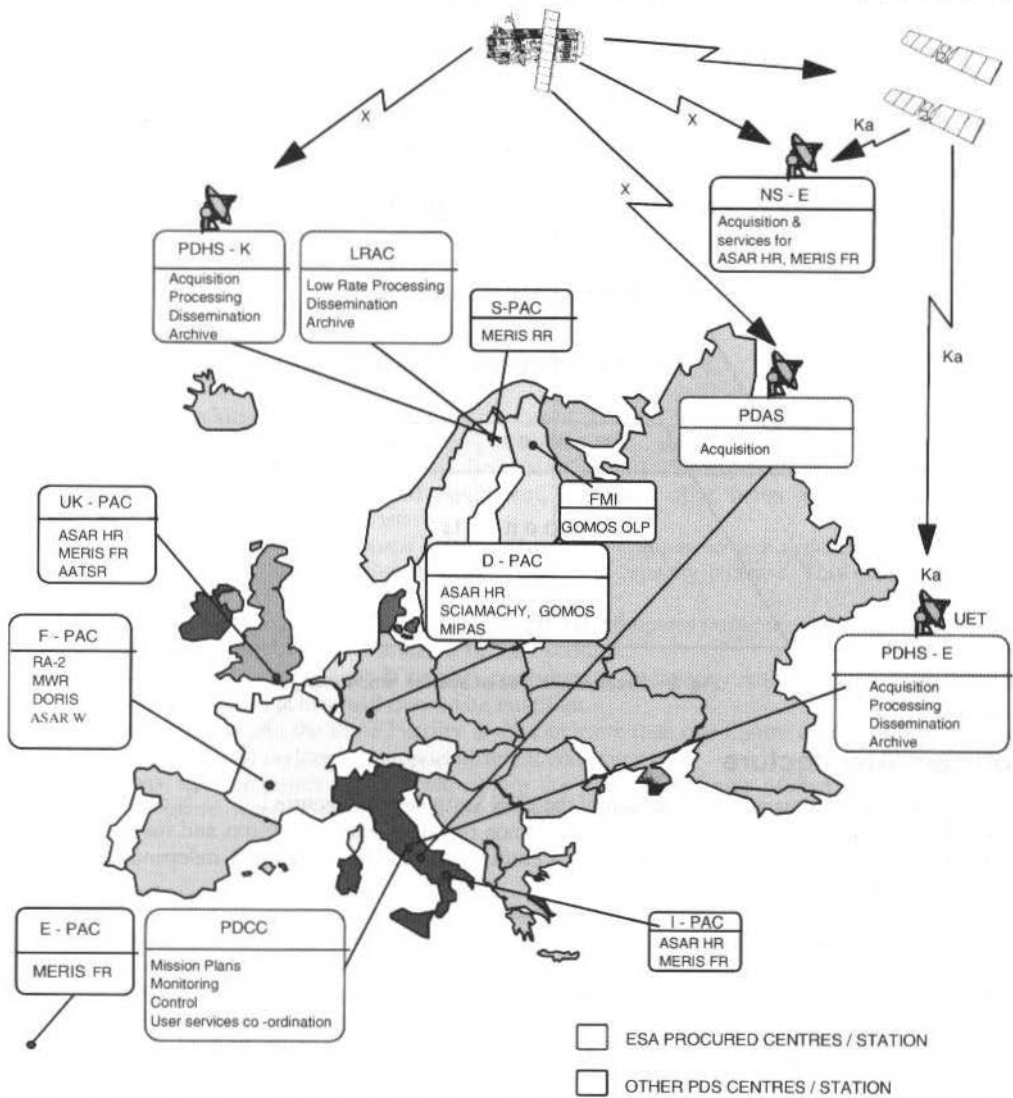 X
X
Ka
X
NS - E
Acquisition &
services for
ASAR HR, MERIS FR
PDHS - K
Acquisition
Processing
Dissemination
Archive
LRAC
Low Rate Processing
Dissemination
Archive
S-PAC
MERIS RR
Ka
PDAS
Acquisition
UK - PAC
ASAR HR
MERIS FR
AATSR
FMI
GOMOS OLP
D - PAC
ASAR HR
SCIAMACHY, GOMOS
MIPAS
Ka
UET
F - PAC
RA-2
MWR
DORIS
ASAR W
PDHS - E
Acquisition
Processing
Dissemination
Archive
E - PAC
MERIS FR
PDCC
Mission Plans
Monitoring
Control
User services co -ordination
I - PAC
ASAR HR
MERIS FR
ESA PROCURED CENTRES / STATION
OTHER PDS CENTRES / STATION